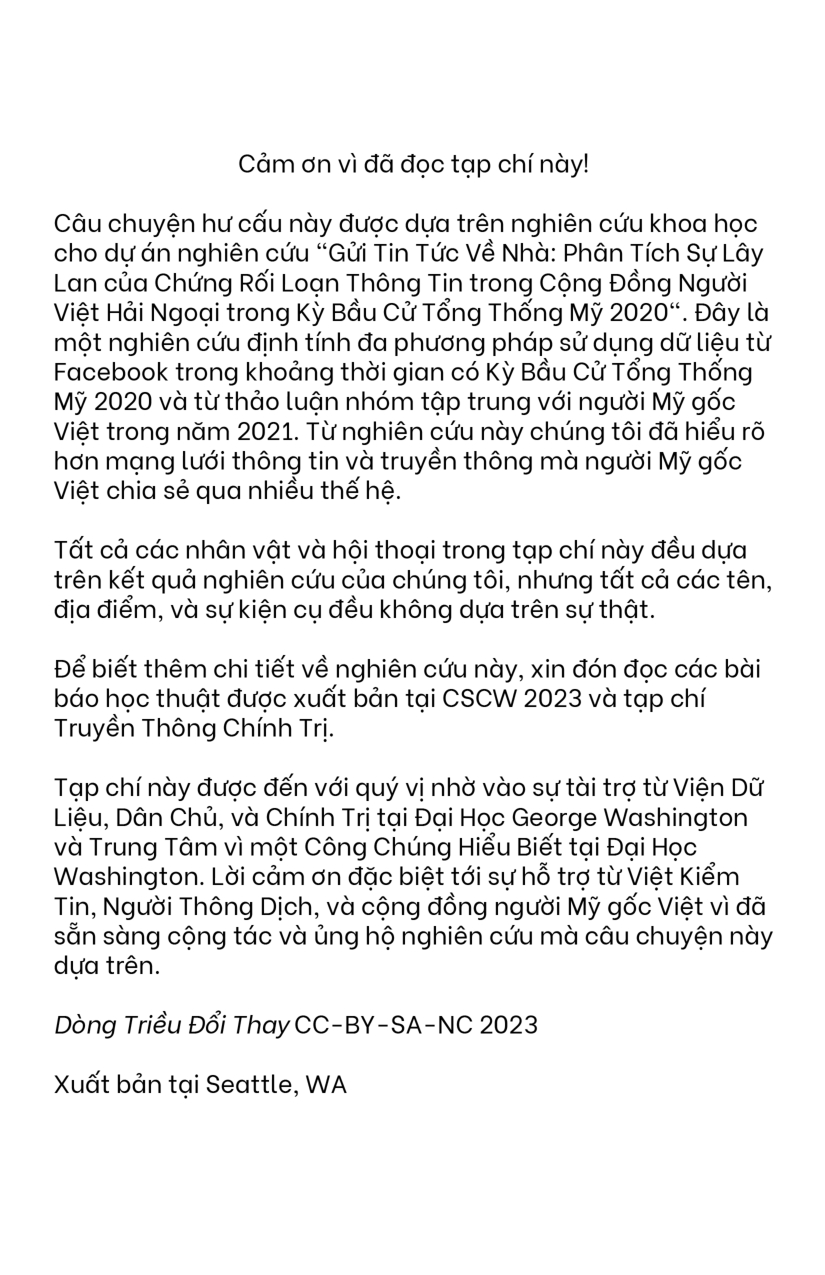 Cảm ơn vì đã đọc tạp chí này!
Câu chuyện hư cấu này được dựa trên nghiên cứu khoa học
cho dự án nghiên cứu “Gửi Tin Tức Về Nhà: Phân Tích Sự Lây
Lan của Chứng Rối Loạn Thông Tin trong Cộng Đồng Người
Việt Hải Ngoại trong Kỳ Bầu Cử Tổng Thống Mỹ 2020“. Đây là
một nghiên cứu định tính đa phương pháp sử dụng dữ liệu từ
Facebook trong khoảng thời gian có Kỳ Bầu Cử Tổng Thống
Mỹ 2020 và từ thảo luận nhóm tập trung với người Mỹ gốc
Việt trong năm 2021. Từ nghiên cứu này chúng tôi đã hiểu rõ
hơn mạng lưới thông tin và truyền thông mà người Mỹ gốc
Việt chia sẻ qua nhiều thế hệ.
Tất cả các nhân vật và hội thoại trong tạp chí này đều dựa
trên kết quả nghiên cứu của chúng tôi, nhưng tất cả các tên,
địa điểm, và sự kiện cụ đều không dựa trên sự thật.
Để biết thêm chi tiết về nghiên cứu này, xin đón đọc các bài
báo học thuật được xuất bản tại CSCW 2023 và tạp chí
Truyền Thông Chính Trị.
Tạp chí này được đến với quý vị nhờ vào sự tài trợ từ Viện Dữ
Liệu, Dân Chủ, và Chính Trị tại Đại Học George Washington
và Trung Tâm vì một Công Chúng Hiểu Biết tại Đại Học
Washington. Lời cảm ơn đặc biệt tới sự hỗ trợ từ Việt Kiểm
Tin, Người Thông Dịch, và cộng đồng người Mỹ gốc Việt vì đã
sẵn sàng cộng tác và ủng hộ nghiên cứu mà câu chuyện này
dựa trên.
Dòng Triều Đổi Thay CC-BY-SA-NC 2023
Xuất bản tại Seattle, WA